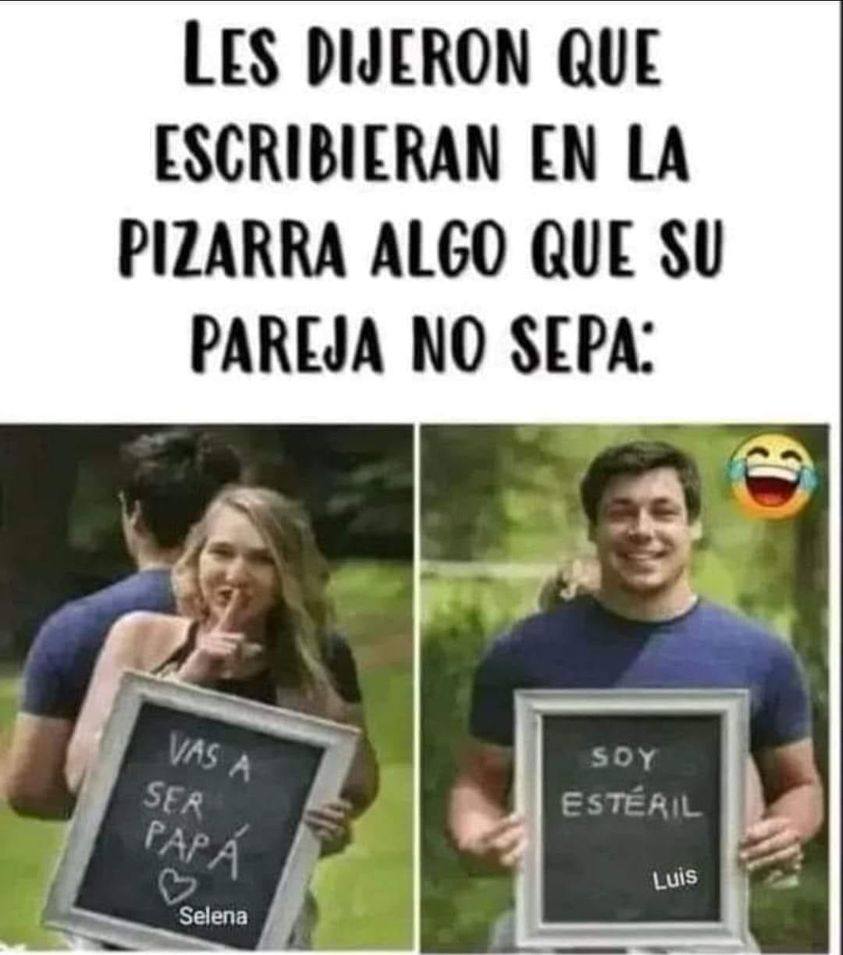 LES DIJERON QUE
ESCRIBIERAN EN LA
PIZARRA ALGO QUE SU
PAREJA NO SEPA:
VAS A
SER
PAPÁ
Selena
SOY
ESTÉRIL
Luis